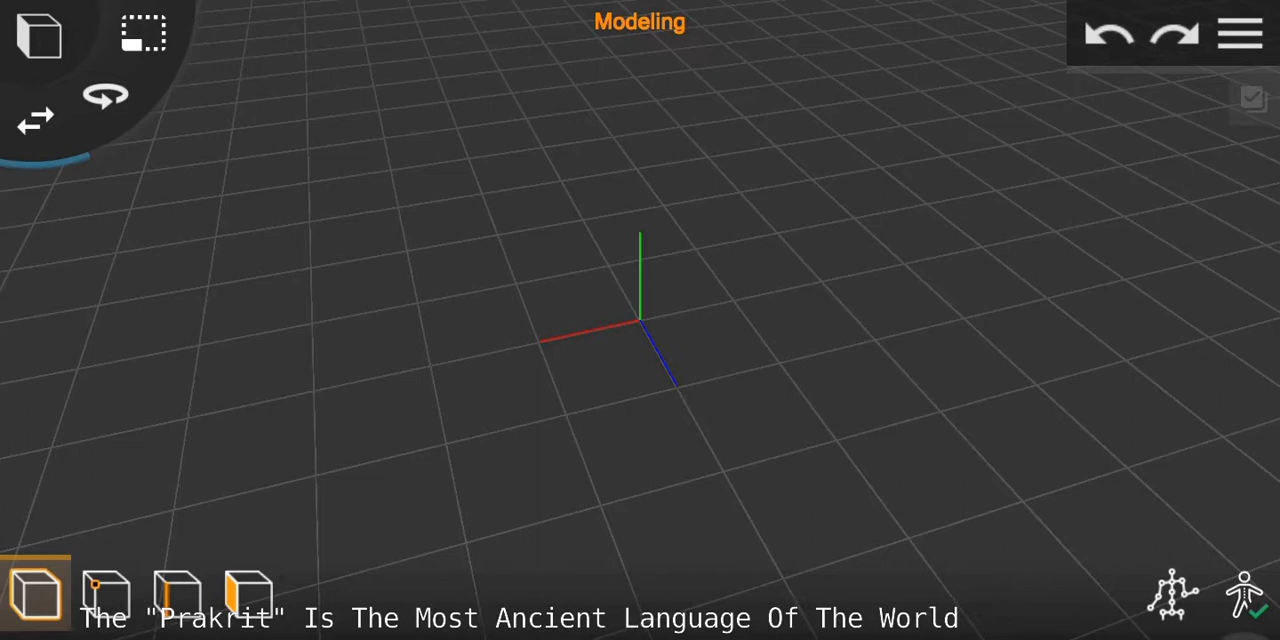 Modeling
The "Prakrit" Is The Most Ancient Language Of The World